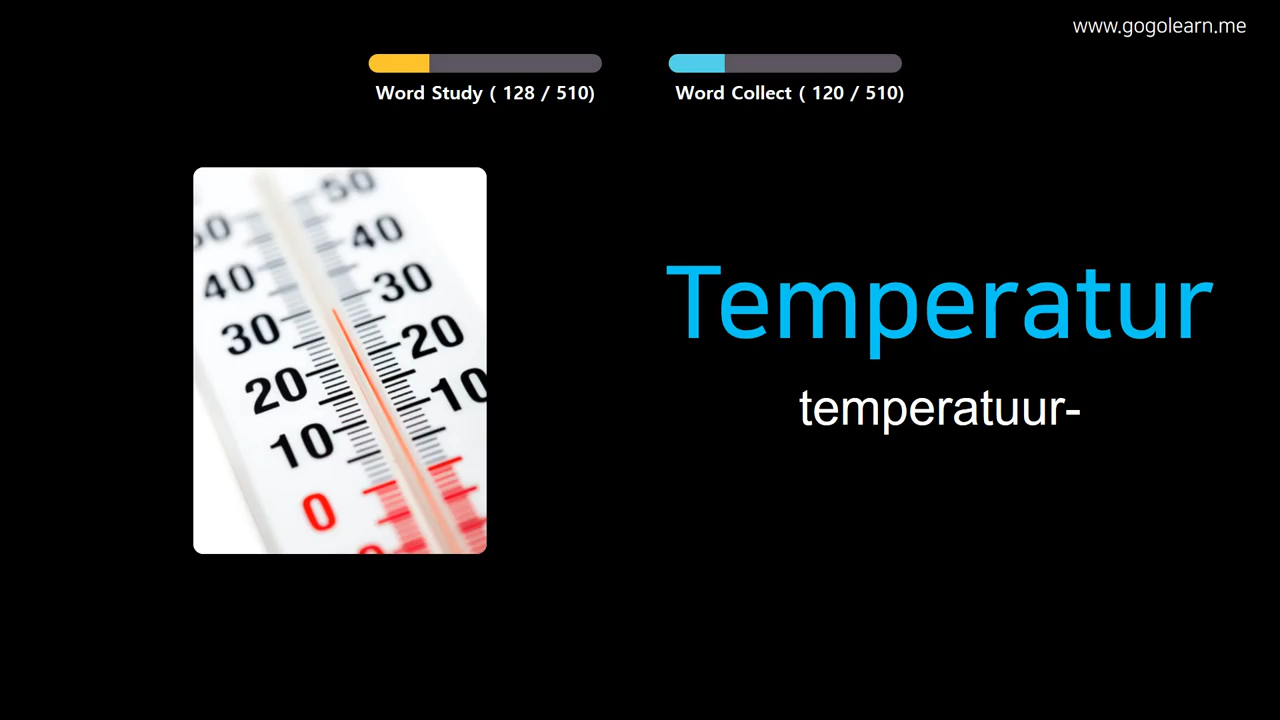 www.gogolearn.me
Word Study ( 128 / 510)
Word Collect ( 120 / 510)
50
50
40
40
30
30
20
20
10
10
0
Temperatur
temperatuur-